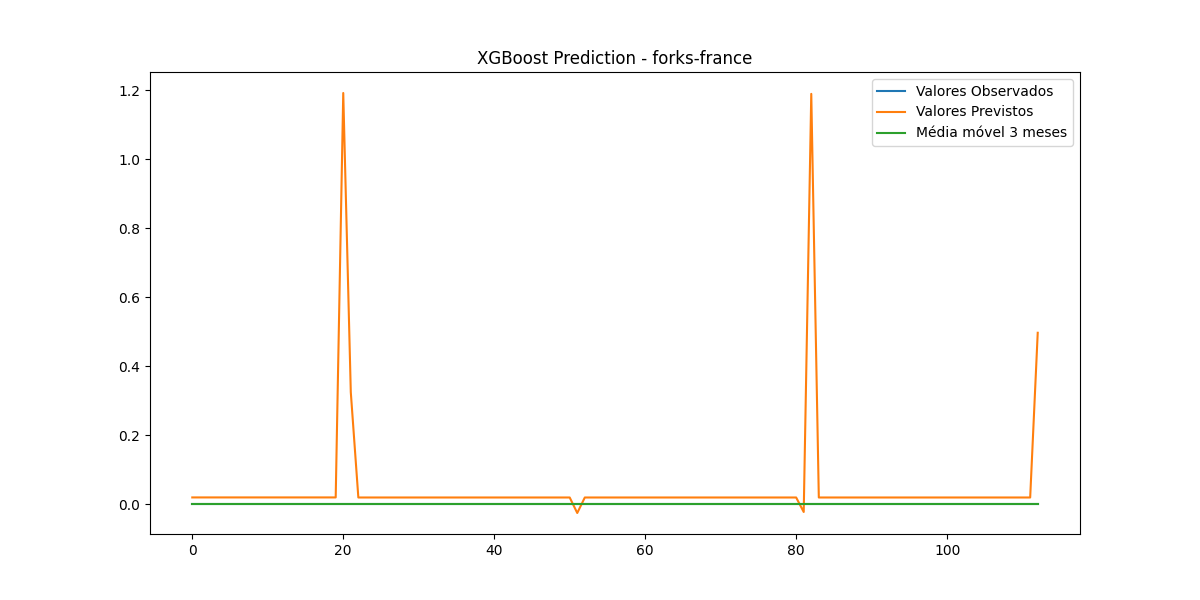 XGBoost Prediction - forks-france
Valores Observados
Valores Previstos
Média móvel 3 meses
1.2
1.0
0.8
0.6
0.4
0.2
0.0
0 20 40 60 80 100